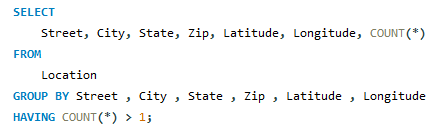 SELECT
Street, City, State, Zip, Latitude, Longitude, COUNT(*)
FROM
Location
GROUP BY Street , City , State , Zip , Latitude , Longitude
HAVING COUNT(*) > 1;